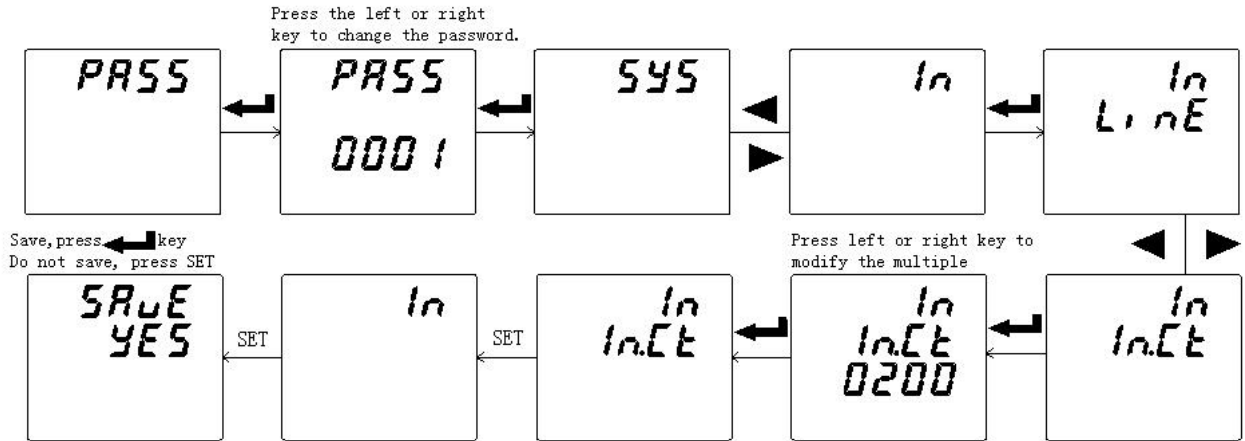 Press the left or right
key to change the password.
PASS
PASS
0001
SYS
In
In
LinE
Save,press key
Do not save, press SET
Press left or right key to
modify the multiple
SAvE
YES
SET
In
SET
In
In.Ct
In
In.Ct
0200
In
In.Ct